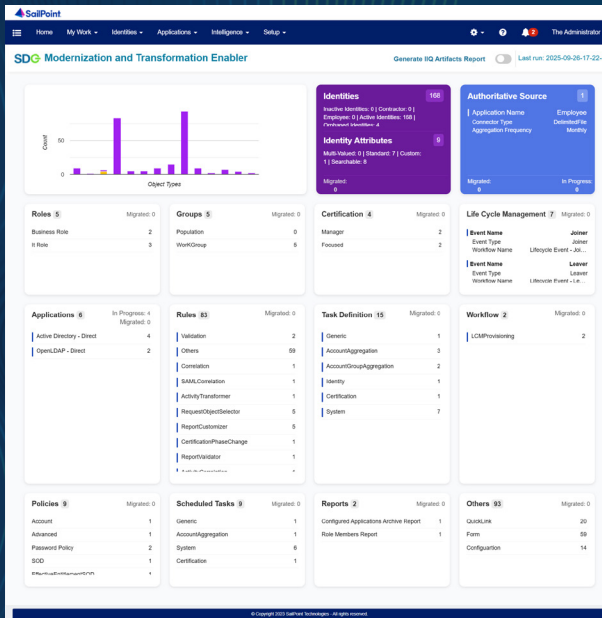 SailPoint
Home My Work Identities Applications Intelligence Setup 2 The Administrator
SDG Modernization and Transformation Enabler Generate IIQ Artifacts Report Last run: 2025-09-26-17-22-
Count
50
0
Object Types
Identities 168
Inactive Identities: 0 | Contractor: 0 |
Employee: 0 | Active Identities: 168 |
Orphaned Identities: 4
Identity Attributes 9
Multi-Valued: 0 | Standard: 7 | Custom:
1 | Searchable: 8
Migrated:
0
Authoritative Source 1
Application Name Employee
Connector Type DelimitedFile
Aggregation Frequency Monthly
Migrated: In Progress:
0 0
Roles 5 Migrated: 0
Business Role 2
It Role 3
Groups 5 Migrated: 0
Population 0
WorKGroup 5
Certification 4 Migrated: 0
Manager 2
Focused 2
Life Cycle Management 7 Migrated: 0
Event Name Joiner
Event Type Joiner
Workflow Name Lifecycle Event - Joi...
Event Name Leaver
Event Type Leaver
Workflow Name Lifecycle Event - Le...
Applications 6 In Progress: 4
Migrated: 0
Active Directory - Direct 4
OpenLDAP - Direct 2
Rules 83 Migrated: 0
Validation 2
Others 59
Correlation 1
SAMLCorrelation 1
ActivityTransformer 1
RequestObjectSelector 5
ReportCustomizer 5
CertificationPhaseChange 1
ReportValidator 1
ActivityCorrelation
Task Definition 15 Migrated: 0
Generic 1
AccountAggregation 3
AccountGroupAggregation 2
Identity 1
Certification 1
System 7
Workflow 2 Migrated: 0
LCMProvisioning 2
Policies 9 Migrated: 0
Account 1
Advanced 1
Password Policy 2
SOD 1
EffectiveEntitlementSOD 1
Scheduled Tasks 9 Migrated: 0
Generic 1
AccountAggregation 1
System 6
Certification 1
Reports 2 Migrated: 0
Configured Applications Archive Report 1
Role Members Report 1
Others 93 Migrated: 0
QuickLink 20
Form 59
Configuartion 14
© Copyright 2023 SailPoint Technologies - All rights reserved.